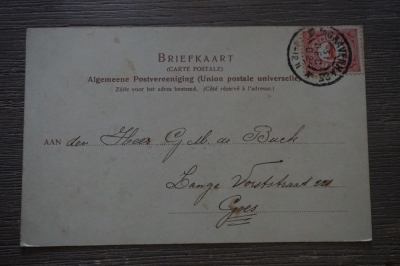 BRIEFKAART
(CARTE POSTALE)
Algemeene Postvereeniging (Union postale universelle)
Zijde voor het adres bestemd. (Côté réservé à l'adresse.)
AAN den Heer G. M. de Buck
Lange Vorststraat
Goes